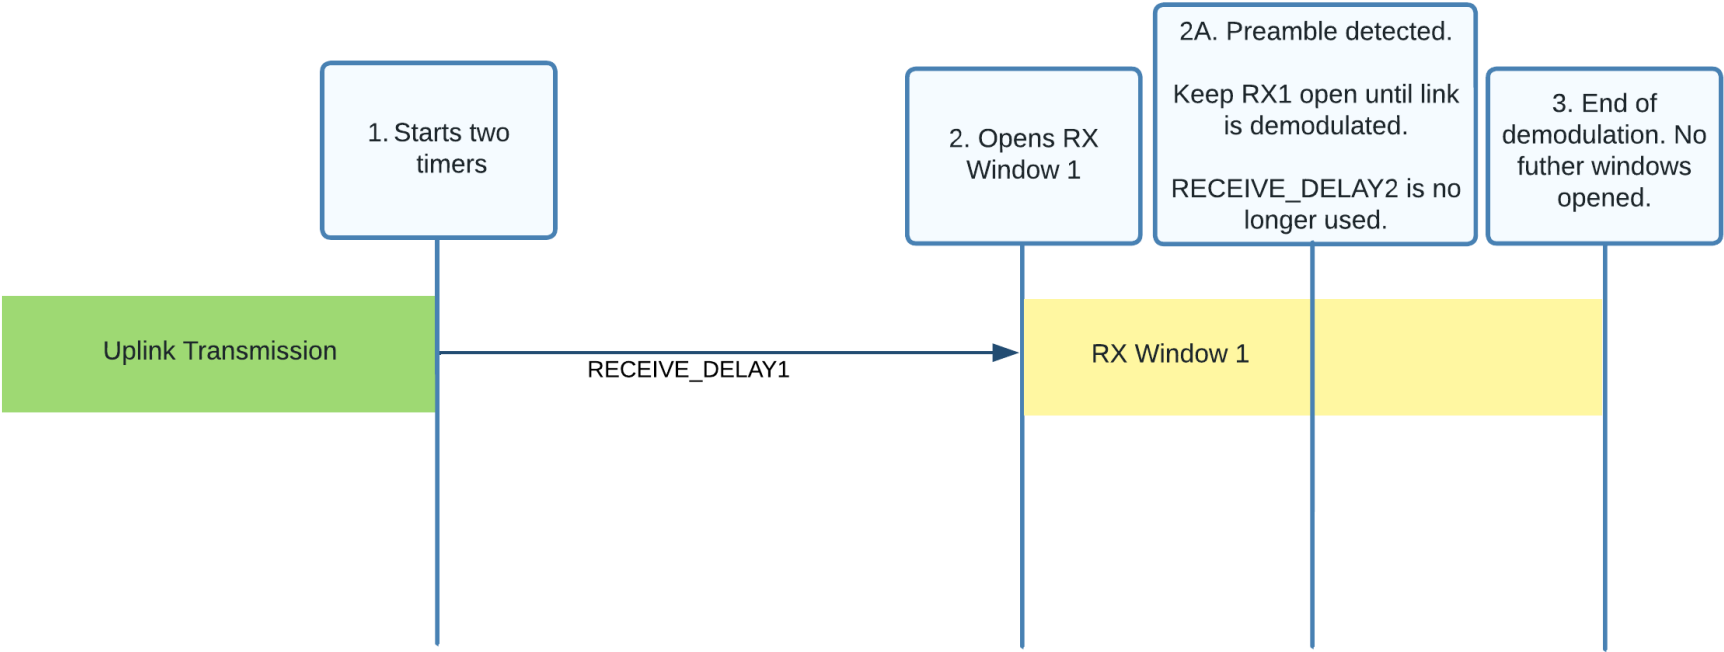 1. Starts two
timers
2. Opens RX
Window 1
2A. Preamble detected.
Keep RX1 open until link
is demodulated.
RECEIVE_DELAY2 is no
longer used.
3. End of
demodulation. No
futher windows
opened.
Uplink Transmission
RECEIVE_DELAY1
RX Window 1